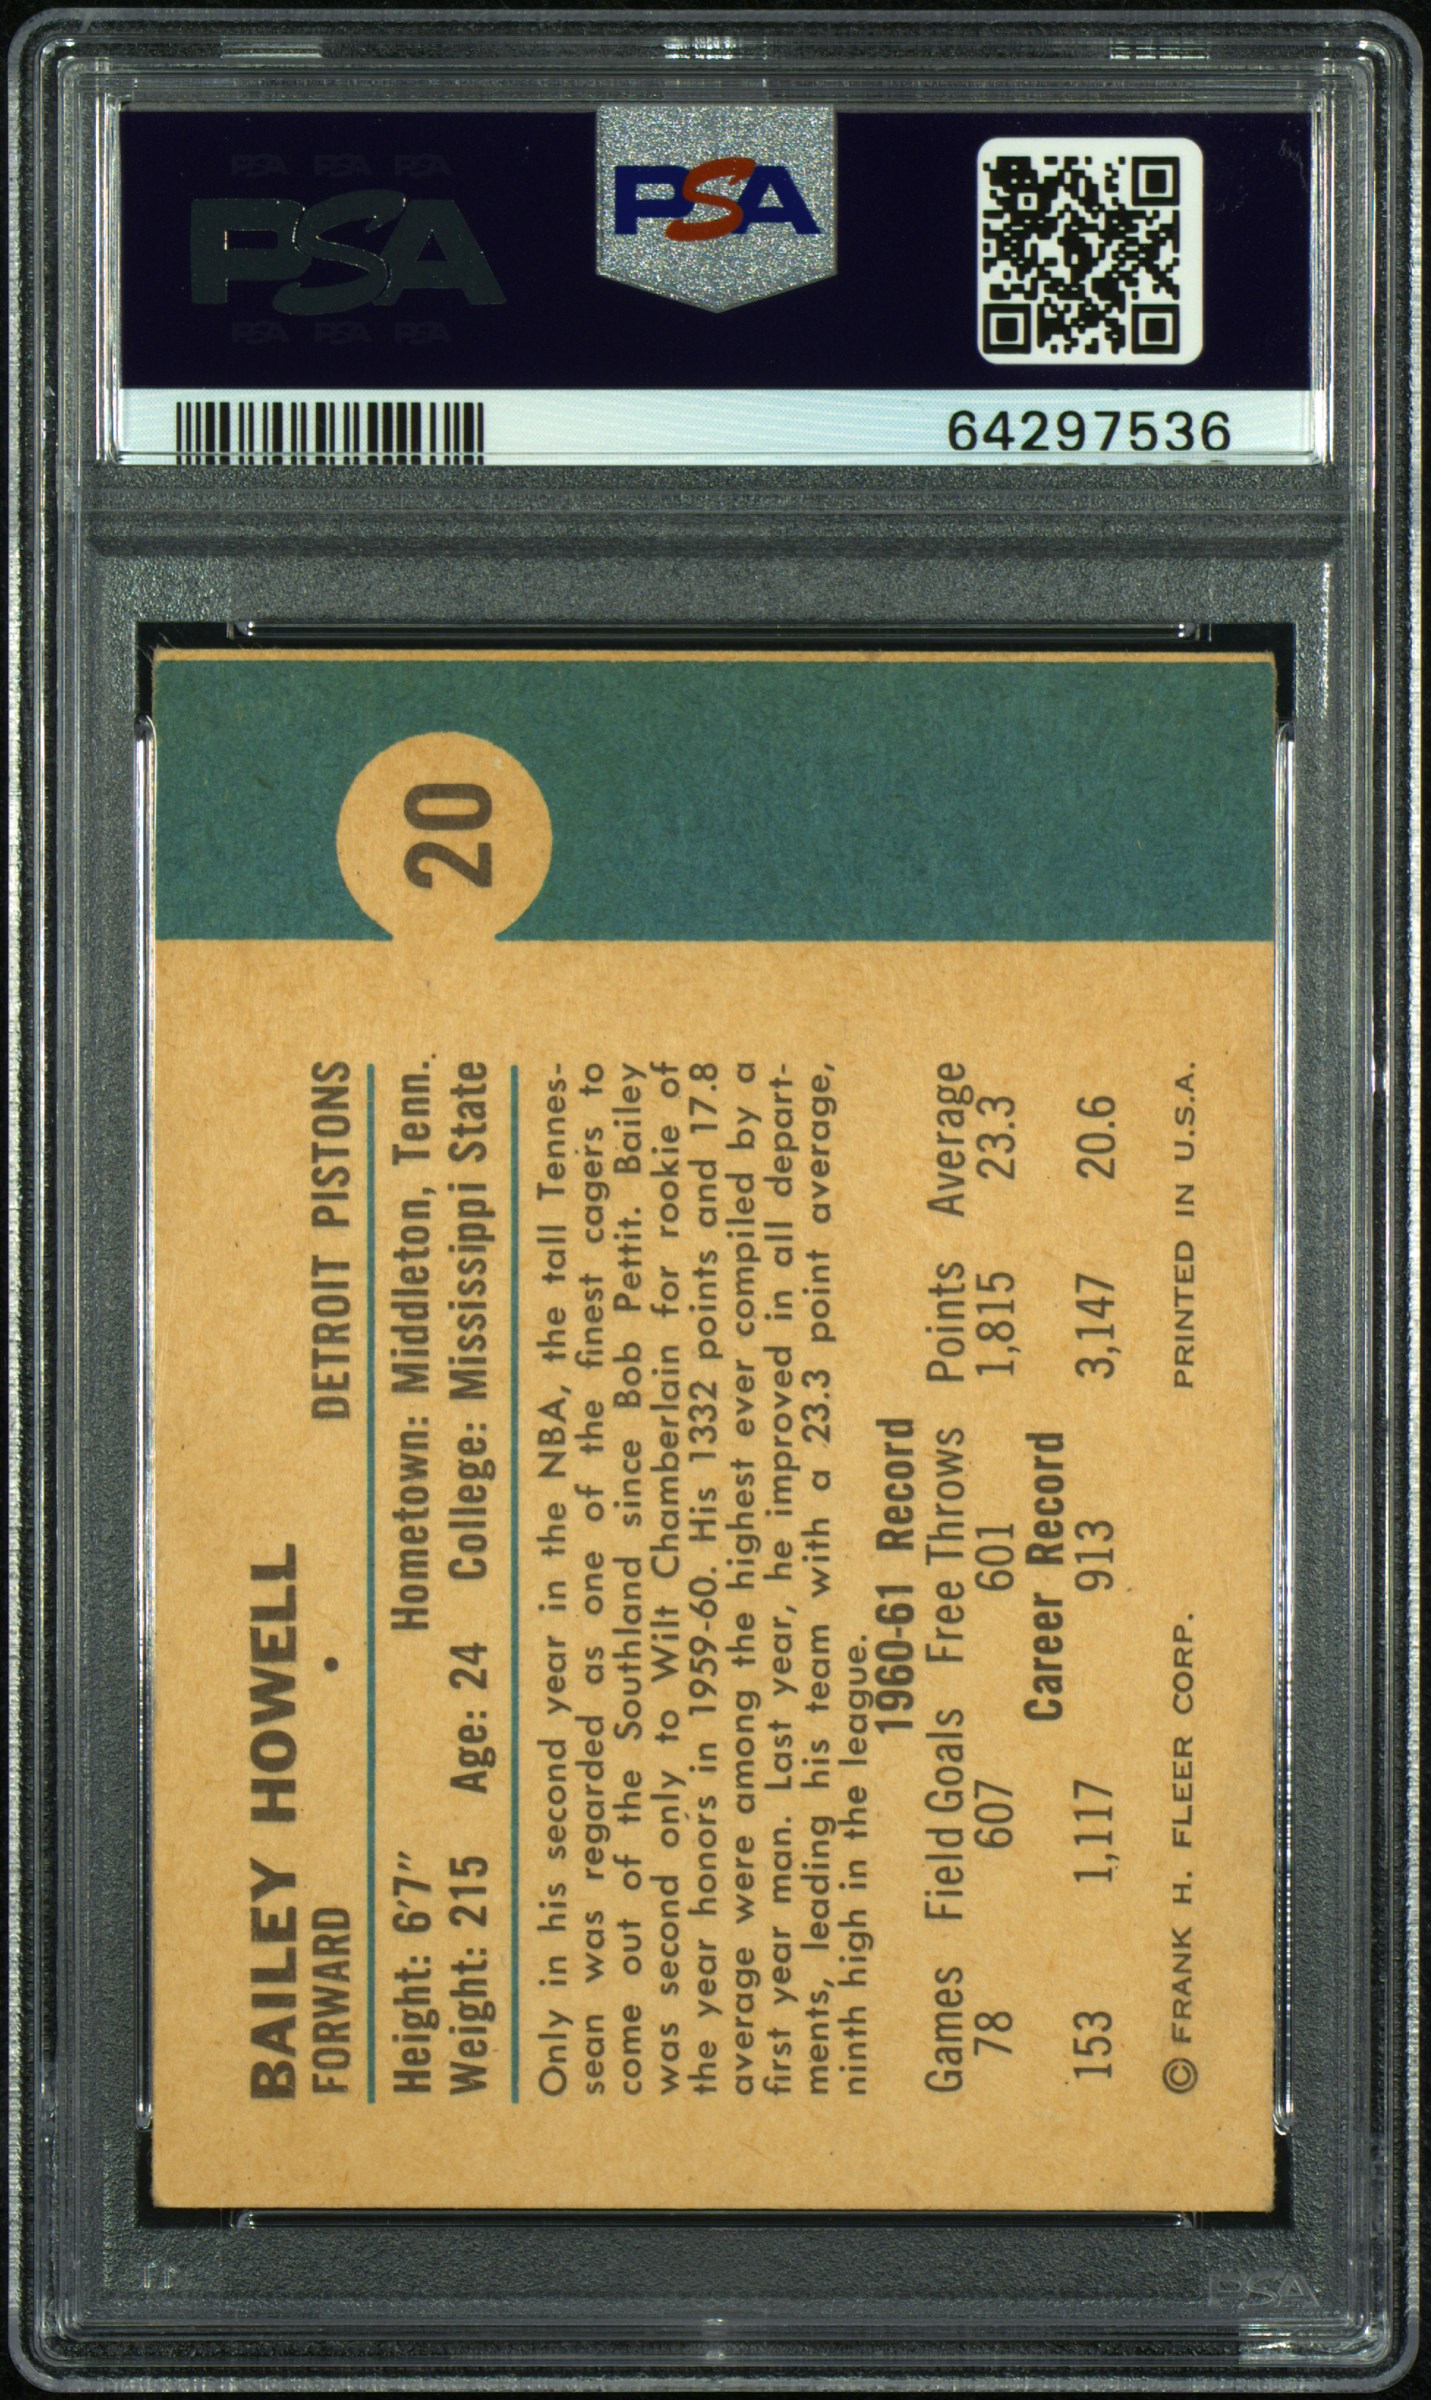 PSA PSA PSA
PSA
PSA PSA PSA
PSA
64297536
20
BAILEY HOWELL
FORWARD • DETROIT PISTONS
Height: 6'7" Hometown: Middleton, Tenn.
Weight: 215 Age: 24 College: Mississippi State
Only in his second year in the NBA, the tall Tennes-
sean was regarded as one of the finest cagers to
come out of the Southland since Bob Pettit. Bailey
was second only to Wilt Chamberlain for rookie of
the year honors in 1959-60. His 1332 points and 17.8
average were among the highest ever compiled by a
first year man. Last year, he improved in all depart-
ments, leading his team with a 23.3 point average,
ninth high in the league.
1960-61 Record
Games Field Goals Free Throws Points Average
78 607 601 1,815 23.3
Career Record
153 1,117 913 3,147 20.6
© FRANK H. FLEER CORP. PRINTED IN U.S.A.
PSA